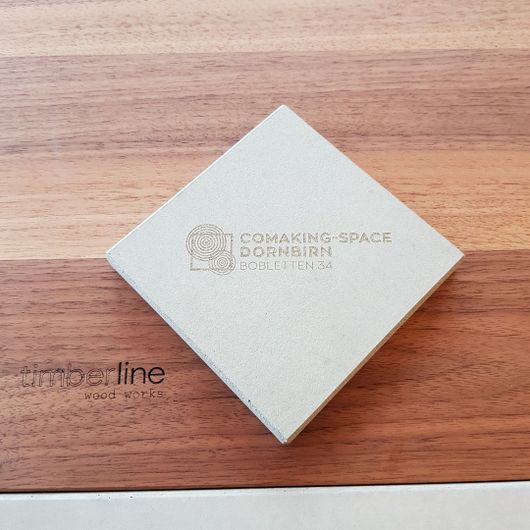 COMAKING-SPACE
DORNBIRN
BOBLETTEN 34
timberline
wood works